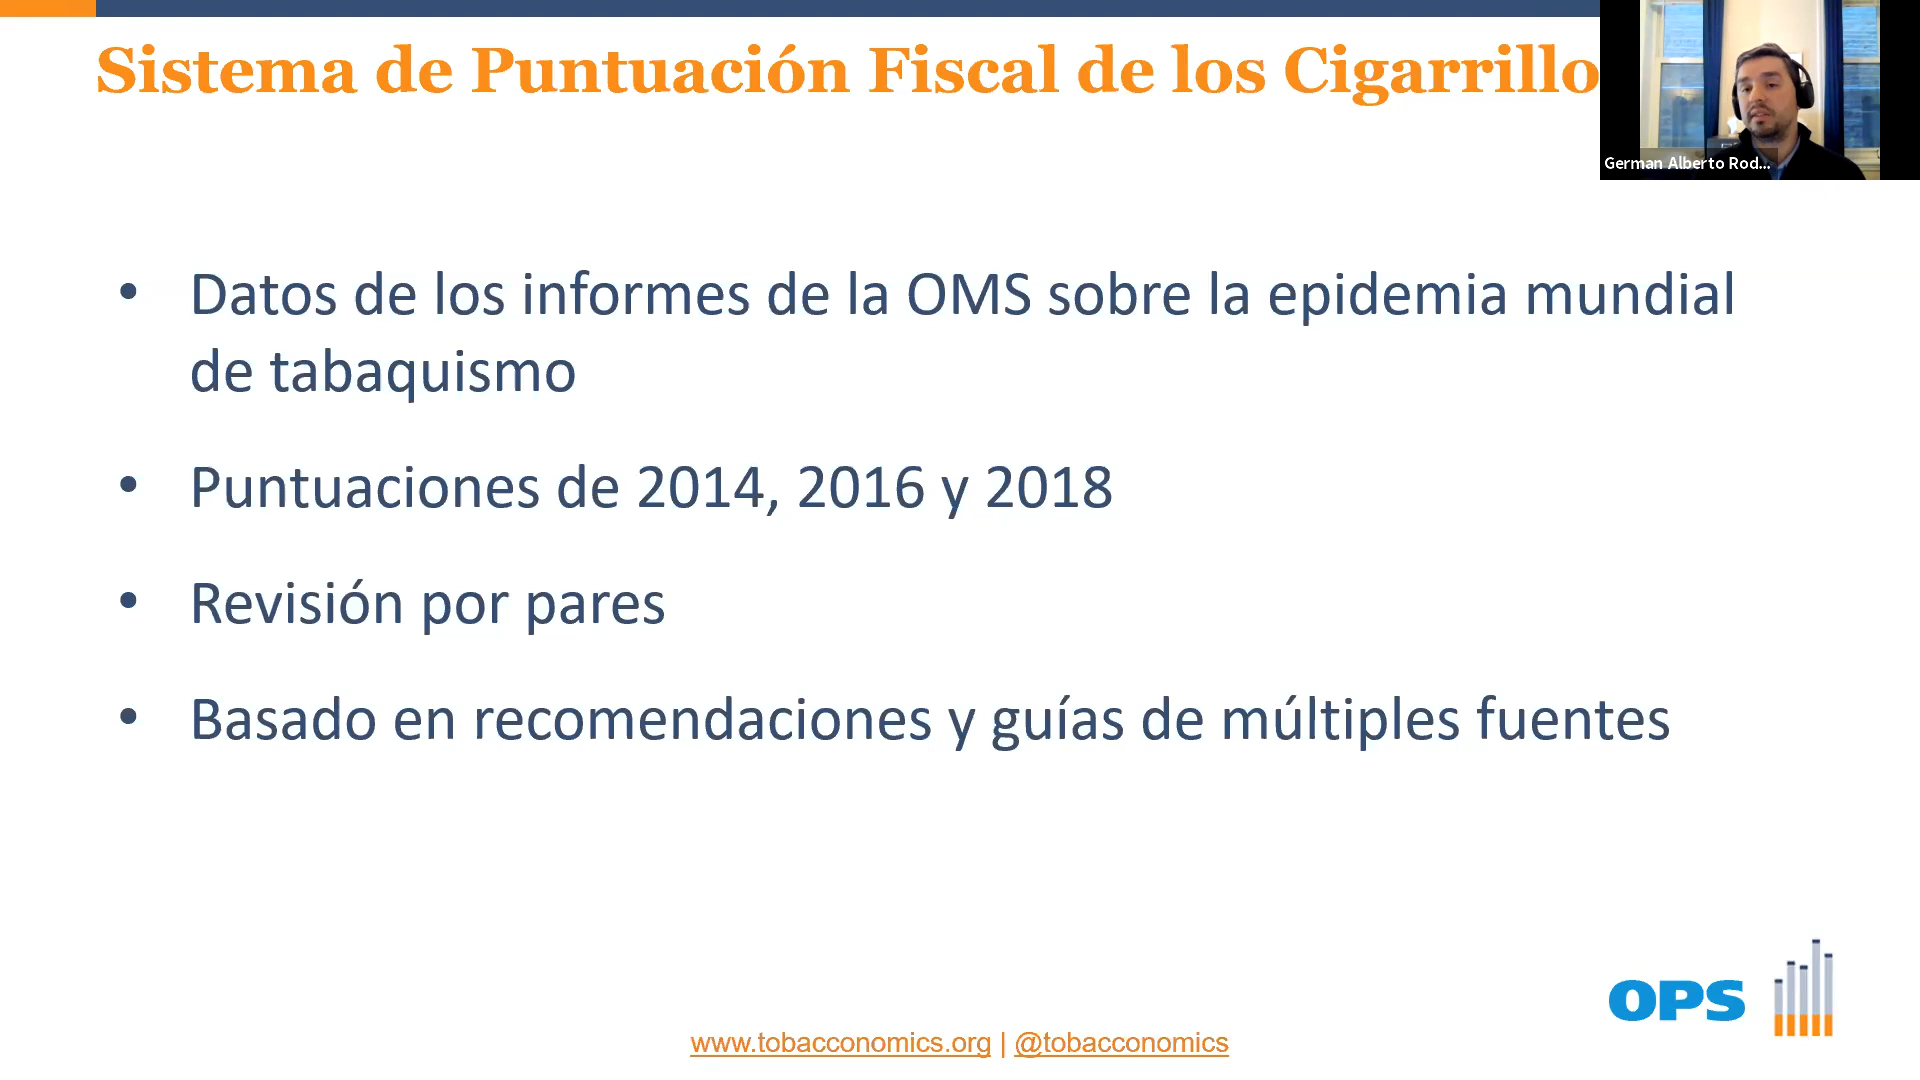 Sistema de Puntuación Fiscal de los Cigarrillo
German Alberto Rod...
• Datos de los informes de la OMS sobre la epidemia mundial
de tabaquismo
• Puntuaciones de 2014, 2016 y 2018
• Revisión por pares
• Basado en recomendaciones y guías de múltiples fuentes
OPS
www.tobacconomics.org | @tobacconomics